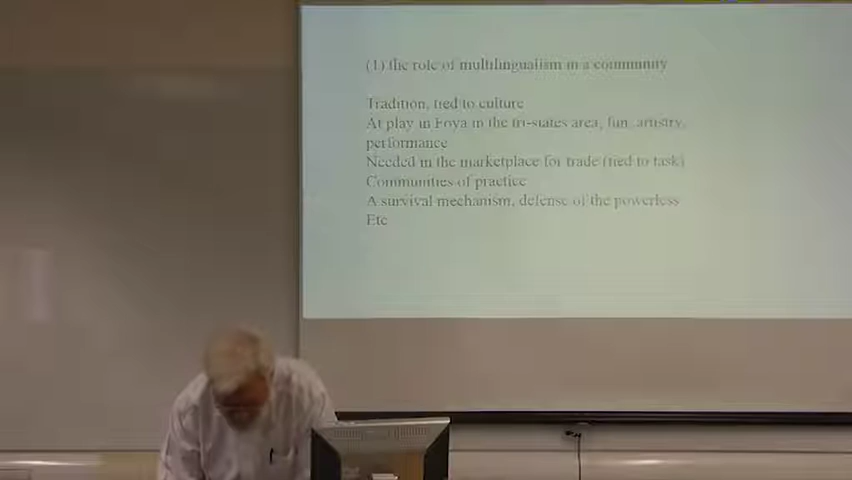 (1) the role of multilingualism in a community
Tradition, tied to culture
At play in Foya in the tri-states area, fun, artistry,
performance
Needed in the marketplace for trade (tied to task)
Communities of practice
A survival mechanism, defense of the powerless
Etc